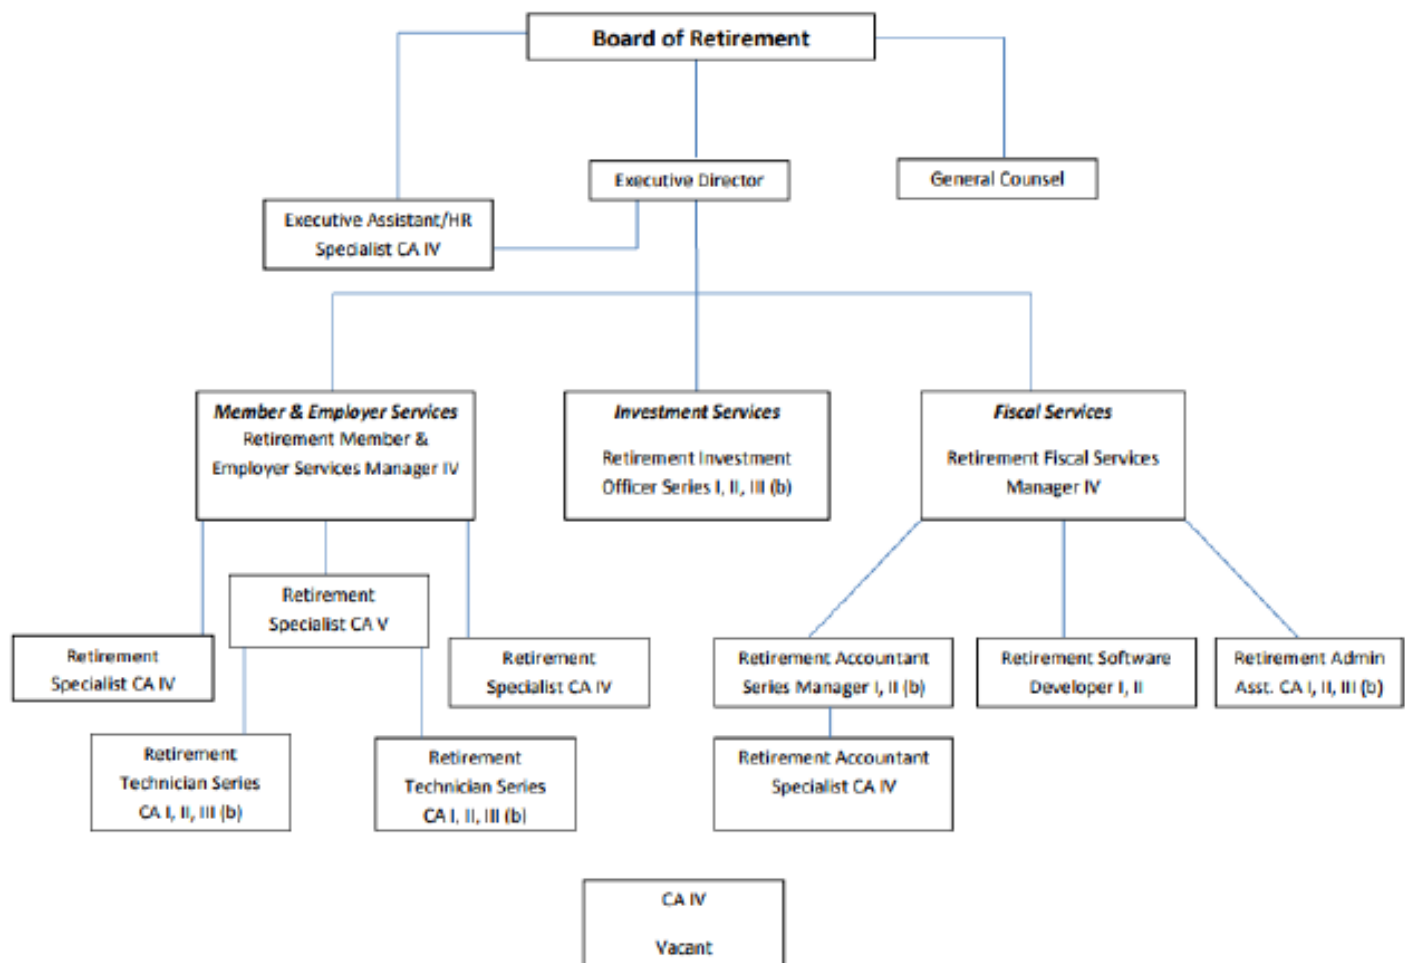 Board of Retirement
Executive Director
General Counsel
Executive Assistant/HR
Specialist CA IV
Member & Employer Services
Retirement Member &
Employer Services Manager IV
Investment Services
Retirement Investment
Officer Series I, II, III (b)
Fiscal Services
Retirement Fiscal Services
Manager IV
Retirement
Specialist CA V
Retirement
Specialist CA IV
Retirement
Specialist CA IV
Retirement Accountant
Series Manager I, II (b)
Retirement Software
Developer I, II
Retirement Admin
Asst. CA I, II, III (b)
Retirement
Technician Series
CA I, II, III (b)
Retirement
Technician Series
CA I, II, III (b)
Retirement Accountant
Specialist CA IV
CA IV
Vacant